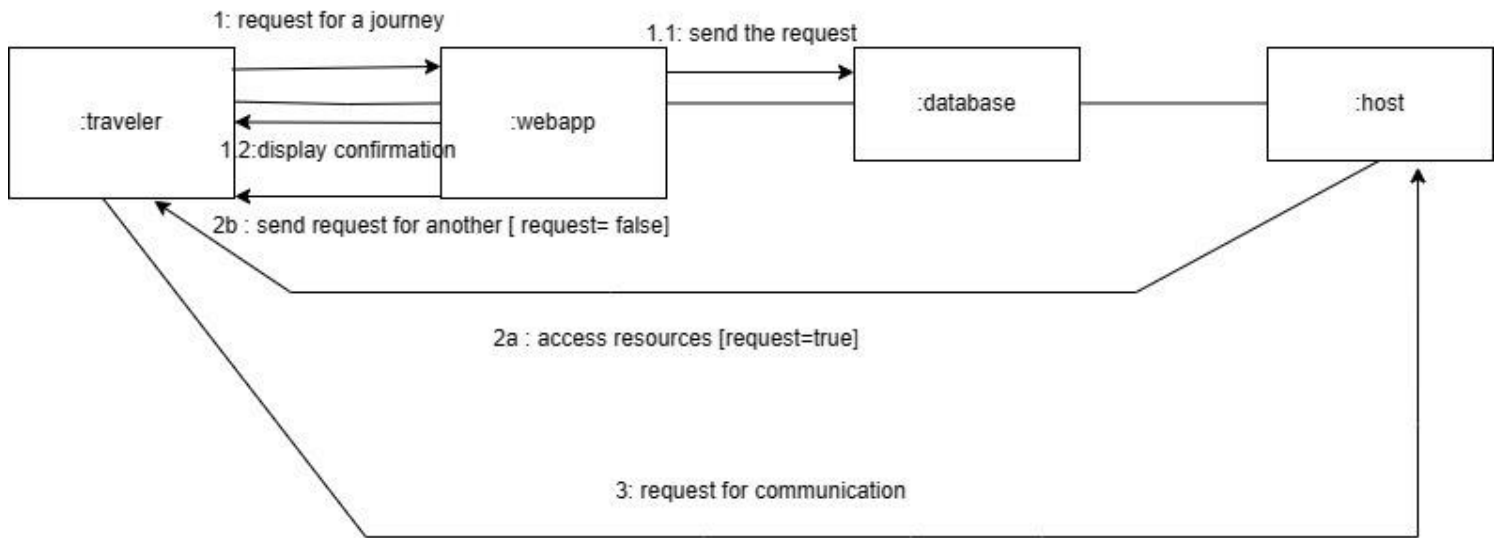 1: request for a journey
1.1: send the request
:traveler
:webapp
:database
:host
1.2:display confirmation
2b : send request for another [ request= false]
2a : access resources [request=true]
3: request for communication